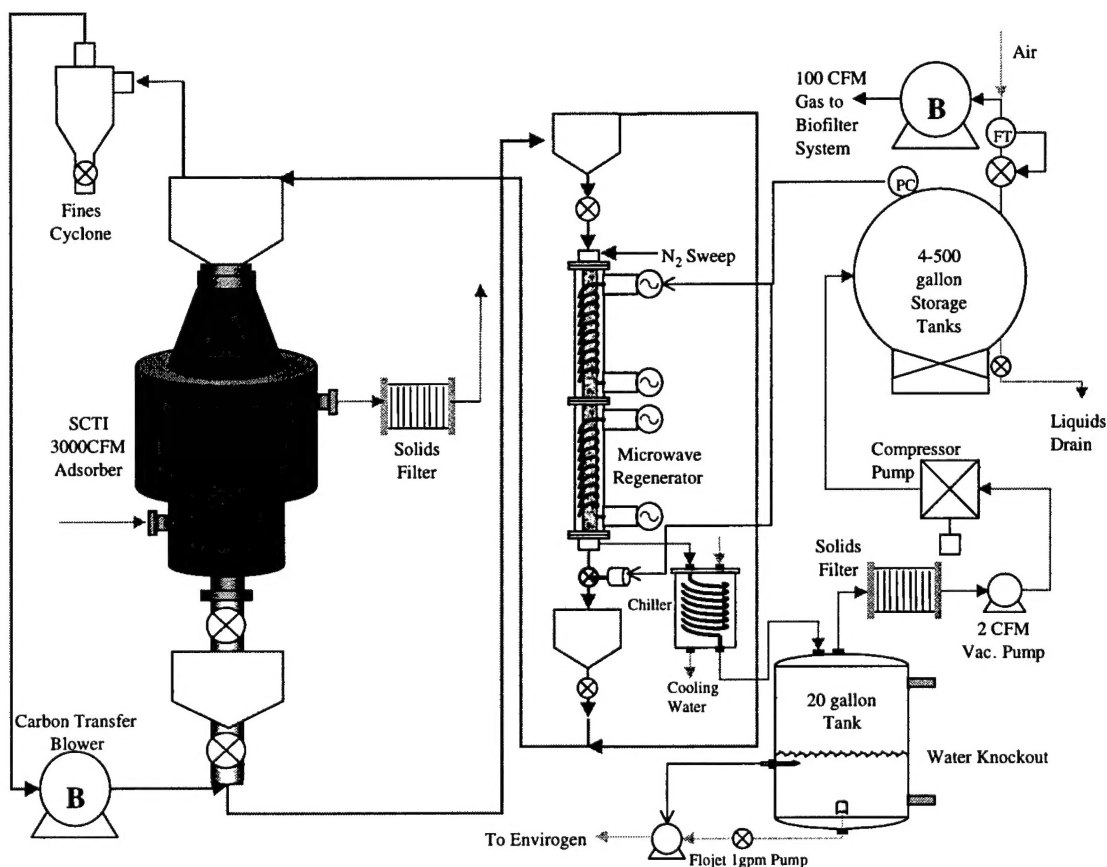 Air
100 CFM
Gas to
Biofilter
System
B
FT
Fines
Cyclone
PC
N2 Sweep
4-500
gallon
Storage
Tanks
SCTI
3000CFM
Adsorber
Solids
Filter
Liquids
Drain
Microwave
Regenerator
Compressor
Pump
Solids
Filter
Chiller
2 CFM
Vac. Pump
Cooling
Water
20 gallon
Tank
Carbon Transfer
Blower
B
Water Knockout
To Envirogen
Flojet 1gpm Pump